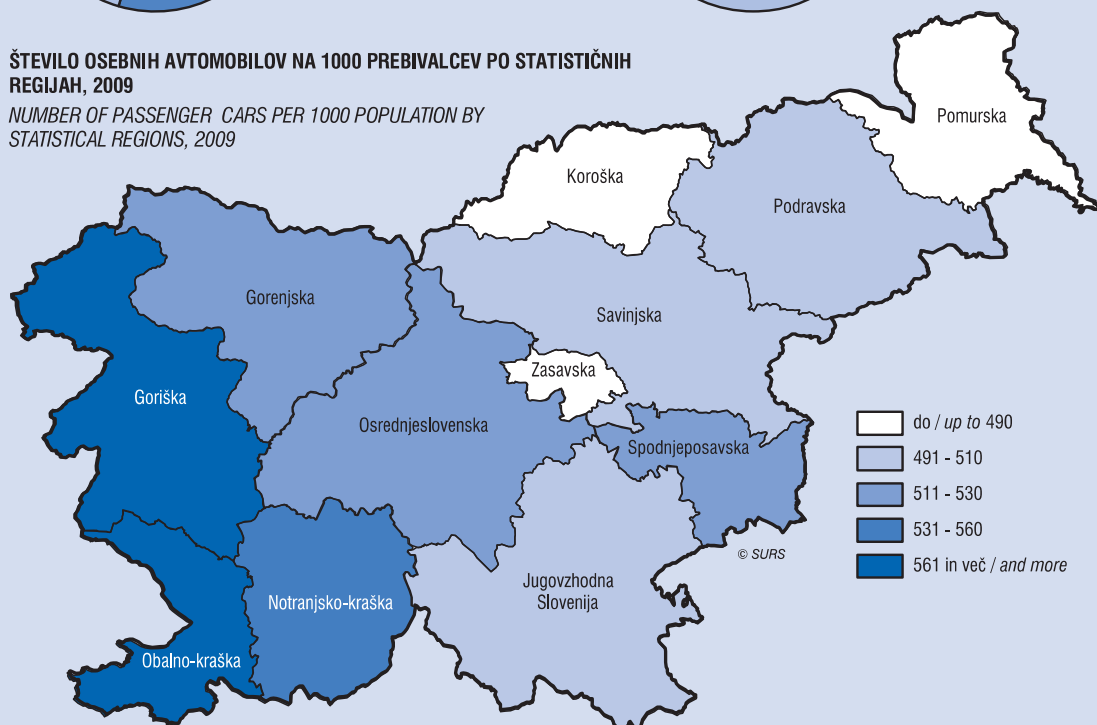 ŠTEVILO OSEBNIH AVTOMOBILOV NA 1000 PREBIVALCEV PO STATISTIČNIH
REGIJAH, 2009
NUMBER OF PASSENGER CARS PER 1000 POPULATION BY
STATISTICAL REGIONS, 2009
Pomurska
Koroška
Podravska
Gorenjska
Savinjska
Zasavska
Goriška
Osrednjeslovenska
Spodnjeposavska
do / up to 490
491 - 510
511 - 530
531 - 560
561 in več / and more
© SURS
Jugovzhodna
Slovenija
Notranjsko-kraška
Obalno-kraška